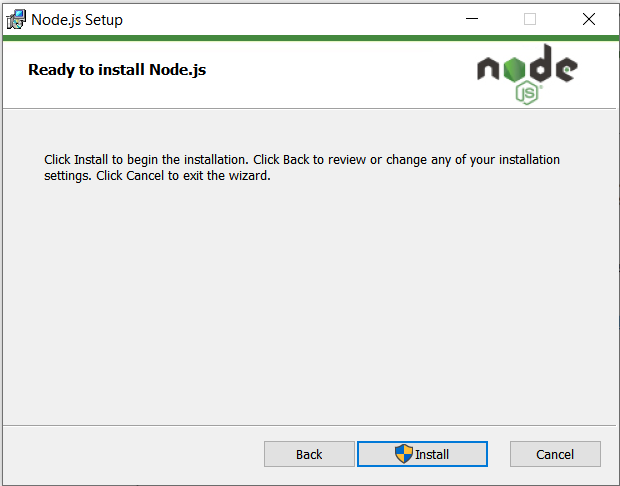 Node.js Setup
Ready to install Node.js
node
JS
Click Install to begin the installation. Click Back to review or change any of your installation
settings. Click Cancel to exit the wizard.
Back
Install
Cancel